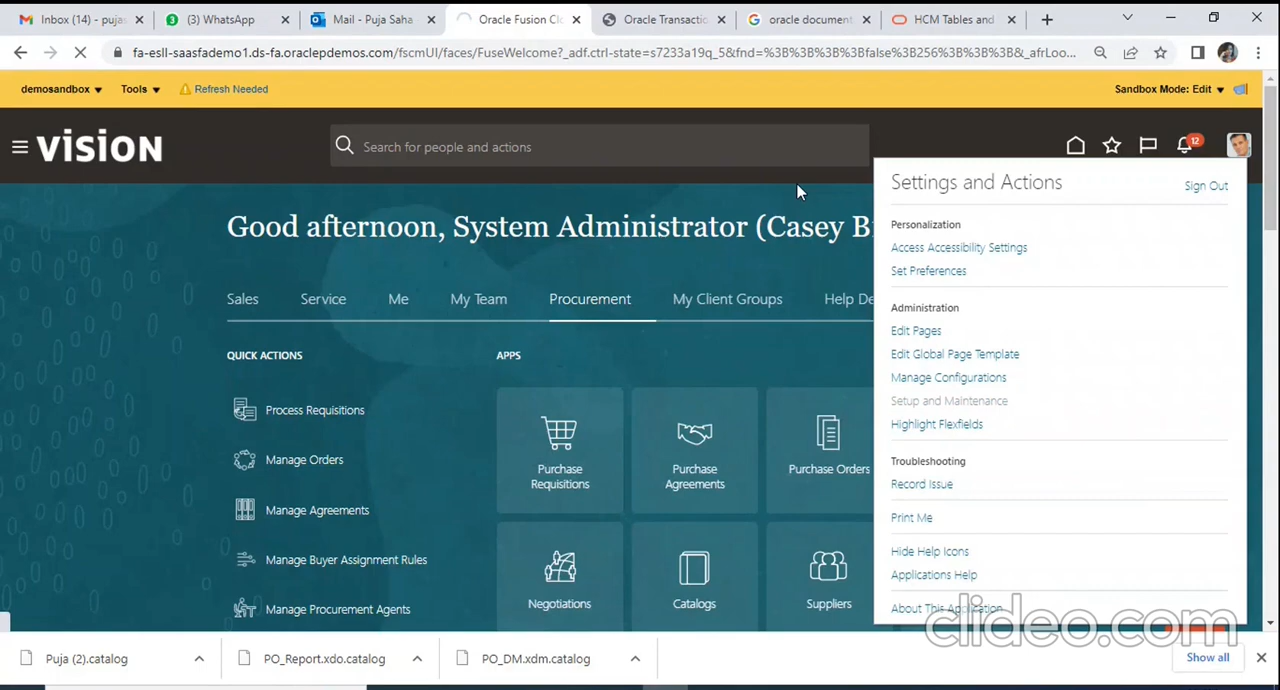 Inbox (14) - pujas
(3) WhatsApp
Mail - Puja Saha
Oracle Fusion Clo
Oracle Transactio
oracle document
HCM Tables and
fa-esll-saasfademo1.ds-fa.oraclepdemos.com/fscmUI/faces/FuseWelcome?_adf.ctrl-state=s7233a19q_5&fnd=%3B%3B%3B%3Bfalse%3B256%3B%3B%3B&_afrLoo...
demosandbox
Tools
Refresh Needed
Sandbox Mode: Edit
VISION
Search for people and actions
12
Settings and Actions
Sign Out
Personalization
Access Accessibility Settings
Set Preferences
Administration
Edit Pages
Edit Global Page Template
Manage Configurations
Setup and Maintenance
Highlight Flexfields
Troubleshooting
Record Issue
Print Me
Hide Help Icons
Applications Help
About This Application
Good afternoon, System Administrator (Casey B
Sales
Service
Me
My Team
Procurement
My Client Groups
Help De
QUICK ACTIONS
Process Requisitions
Manage Orders
Manage Agreements
Manage Buyer Assignment Rules
Manage Procurement Agents
APPS
Purchase
Requisitions
Purchase
Agreements
Purchase Orders
Negotiations
Catalogs
Suppliers
clideo.com
Puja (2).catalog
PO_Report.xdo.catalog
PO_DM.xdm.catalog
Show all